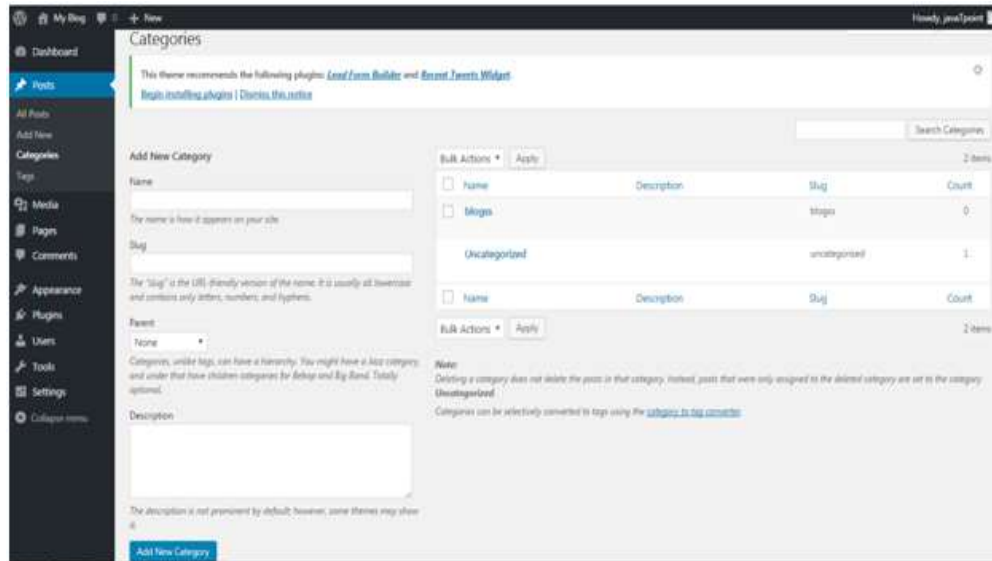 My Blog 0 + New Howdy, javaTpoint
Dashboard
Posts
All Posts
Add New
Categories
Tags
Media
Pages
Comments
Appearance
Plugins
Users
Tools
Settings
Collapse menu
Categories
This theme recommends the following plugins: Lead Form Builder and Recent Tweets Widget.
Begin installing plugins | Dismiss this notice
Search Categories
Add New Category
Name
The name is how it appears on your site.
Slug
The "slug" is the URL-friendly version of the name. It is usually all lowercase
and contains only letters, numbers, and hyphens.
Parent
None
Categories, unlike tags, can have a hierarchy. You might have a Jazz category,
and under that have children categories for Bebop and Big Band. Totally
optional.
Description
The description is not prominent by default; however, some themes may show
it.
Add New Category
Bulk Actions Apply 2 items
Name Description Slug Count
bloges bloges 0
Uncategorized uncategorized 1
Name Description Slug Count
Bulk Actions Apply 2 items
Note:
Deleting a category does not delete the posts in that category. Instead, posts that were only assigned to the deleted category are set to the category
Uncategorized.
Categories can be selectively converted to tags using the category to tag converter.